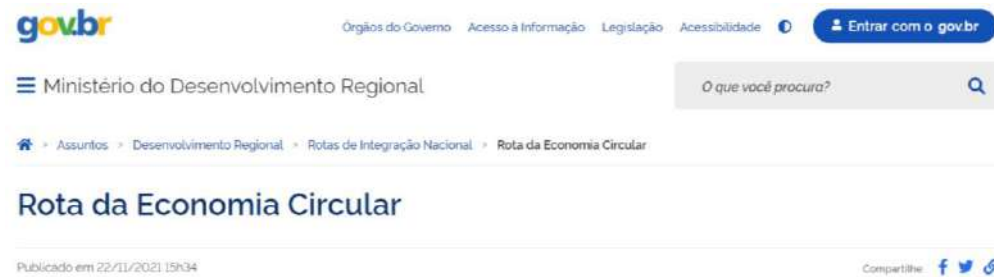 gov.br
Órgãos do Governo Acesso à Informação Legislação Acessibilidade Entrar com o gov.br
Ministério do Desenvolvimento Regional O que você procura?
> Assuntos > Desenvolvimento Regional > Rotas de Integração Nacional > Rota da Economia Circular
Rota da Economia Circular
Publicado em 22/11/2021 15h34 Compartilhe